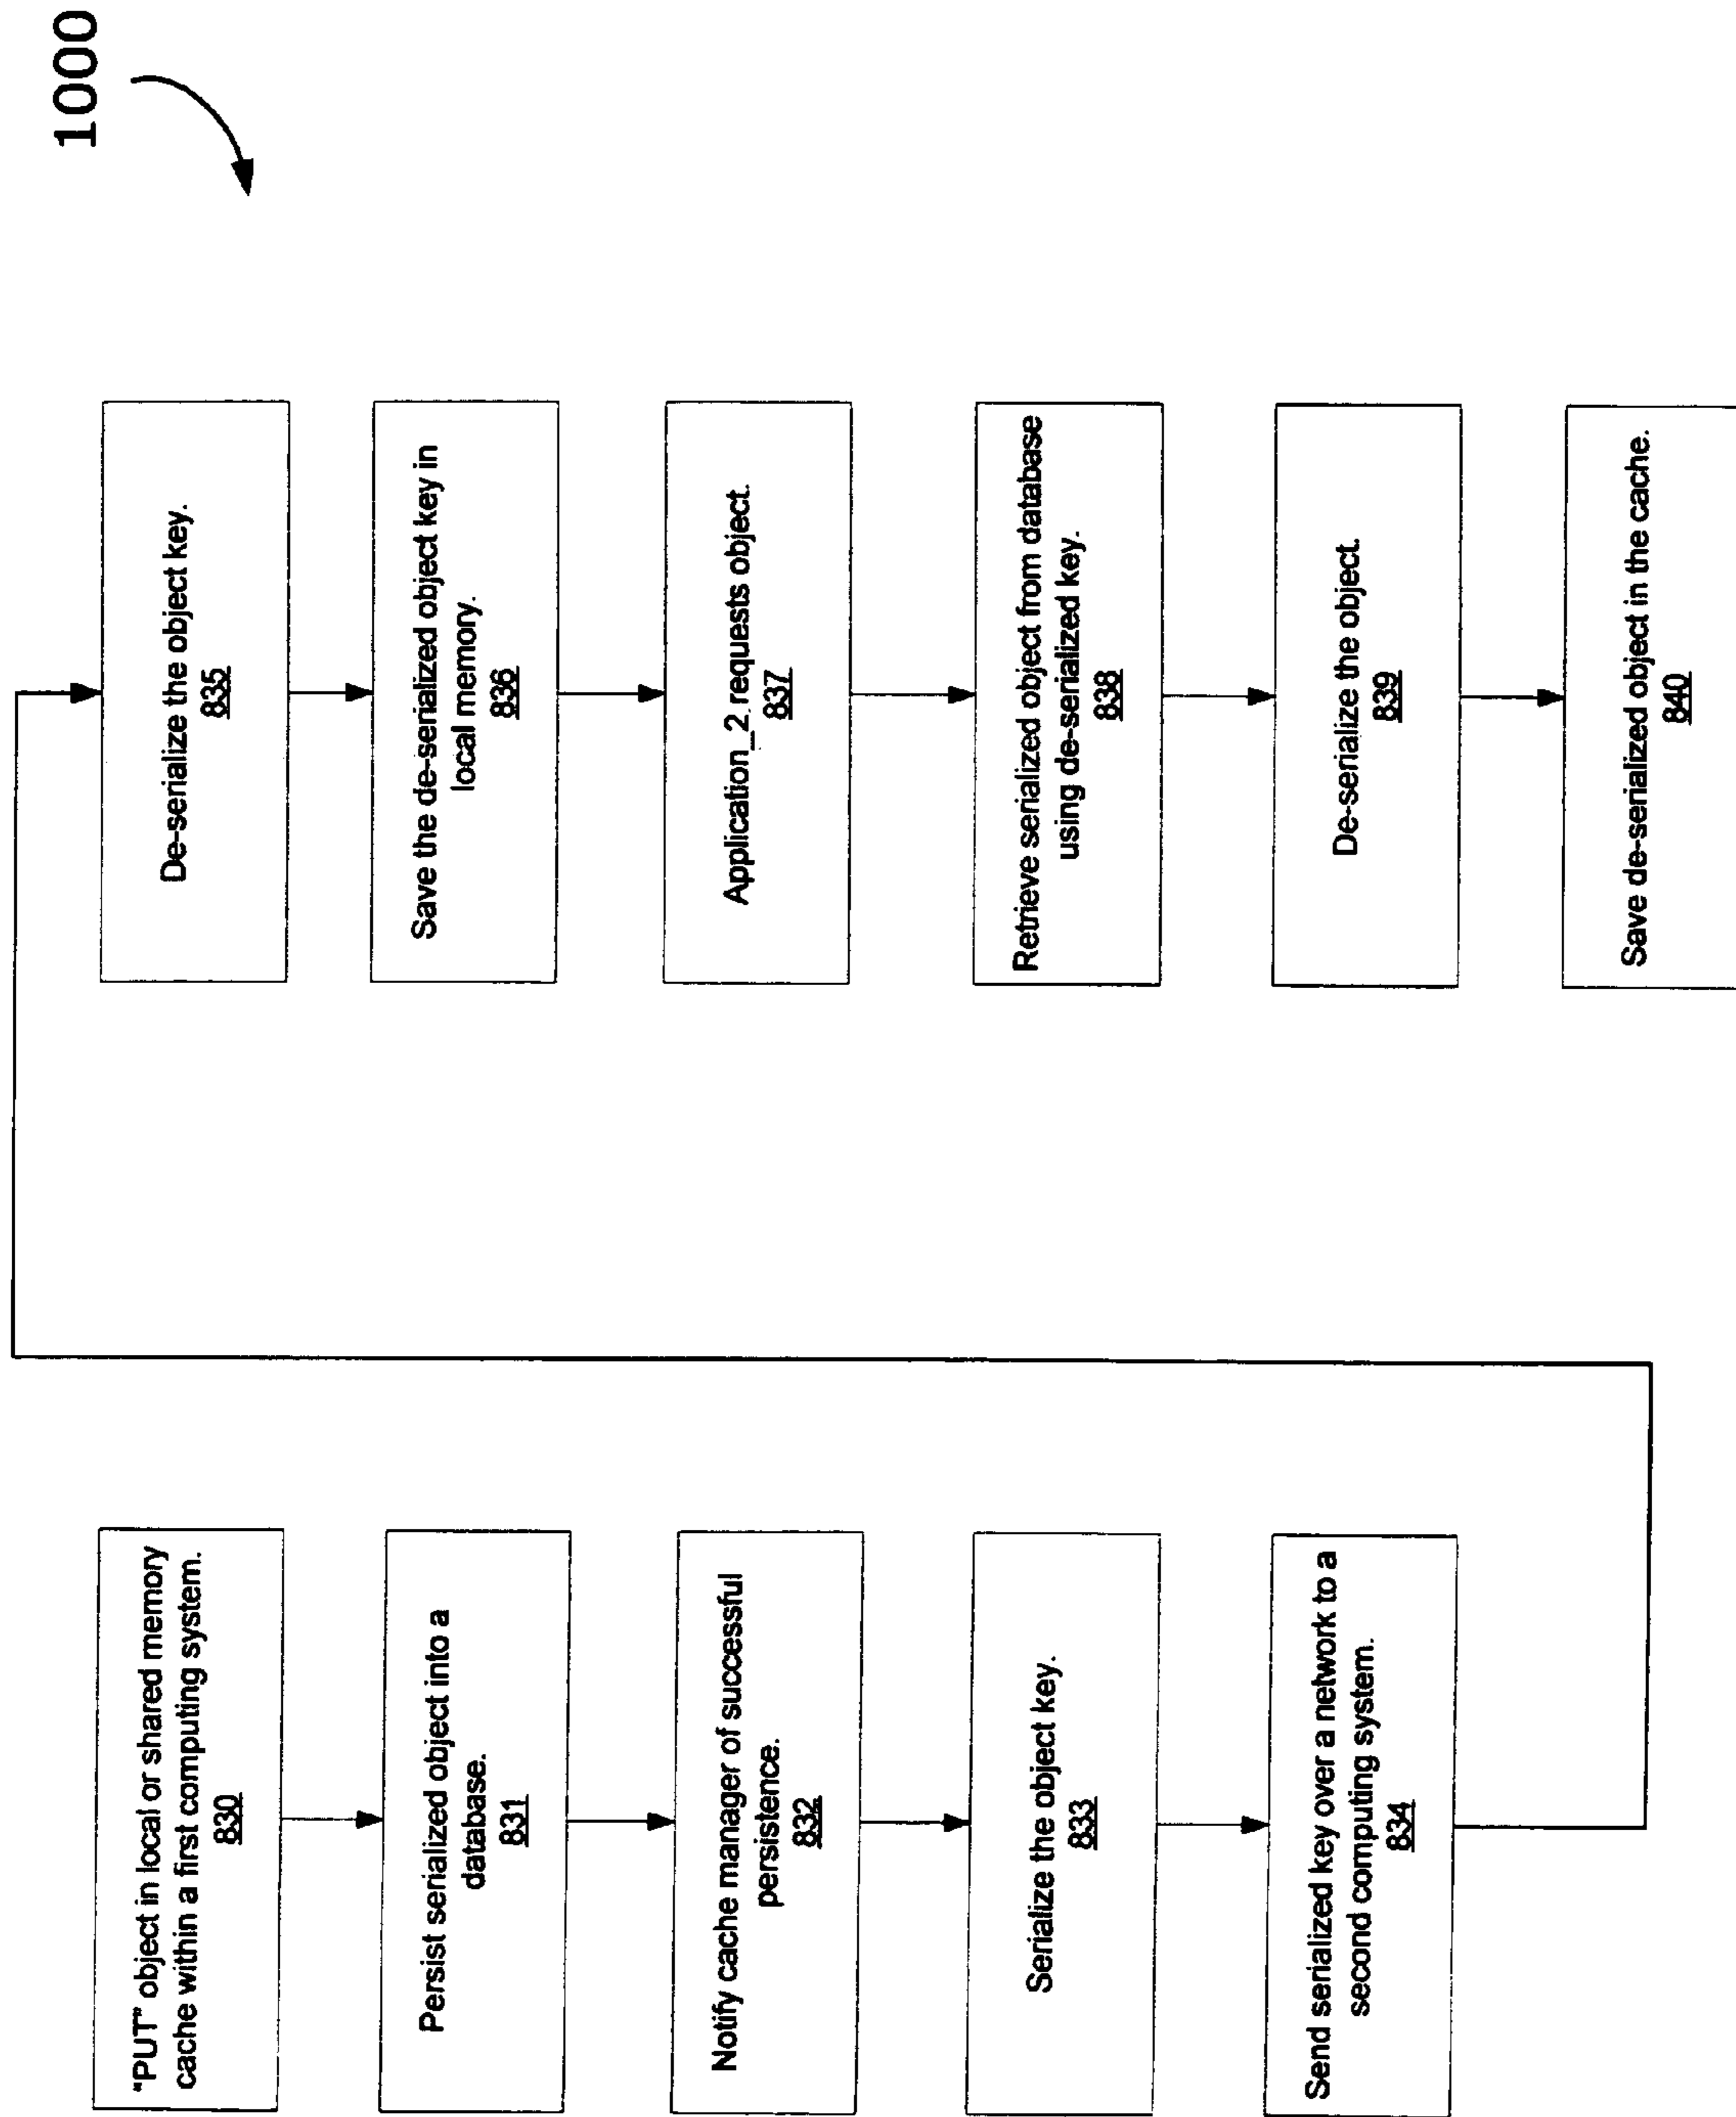 1000
"PUT" object in local or shared memory
cache within a first computing system.
830
Persist serialized object into a
database.
831
Notify cache manager of successful
persistence.
832
Serialize the object key.
833
Send serialized key over a network to a
second computing system.
834
De-serialize the object key.
835
Save the de-serialized object key in
local memory.
836
Application_2 requests object.
837
Retrieve serialized object from database
using de-serialized key.
838
De-serialize the object.
839
Save de-serialized object in the cache.
840